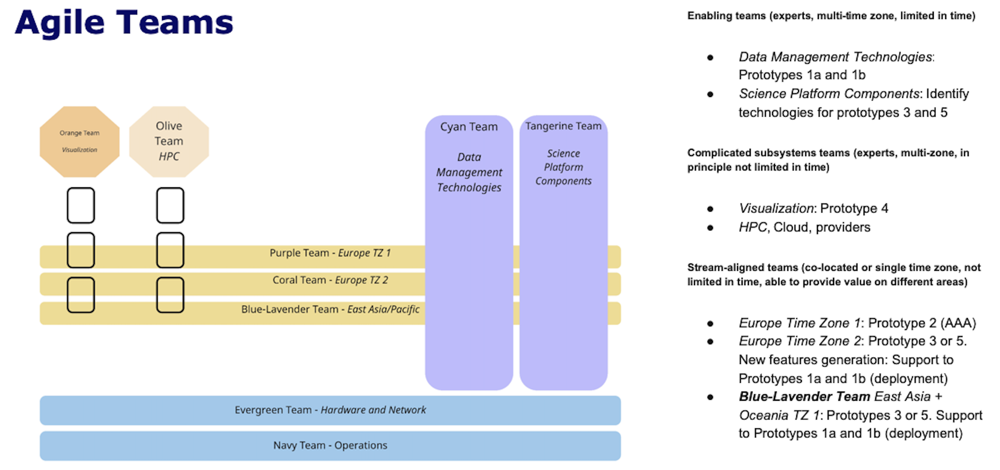 Agile Teams
Orange Team
Visualization
Olive
Team
HPC
Cyan Team
Data
Management
Technologies
Tangerine Team
Science
Platform
Components
Purple Team - Europe TZ 1
Coral Team - Europe TZ 2
Blue-Lavender Team - East Asia/Pacific
Evergreen Team - Hardware and Network
Navy Team - Operations
Enabling teams (experts, multi-time zone, limited in time)
● Data Management Technologies:
Prototypes 1a and 1b
● Science Platform Components: Identify
technologies for prototypes 3 and 5
Complicated subsystems teams (experts, multi-zone, in
principle not limited in time)
● Visualization: Prototype 4
● HPC, Cloud, providers
Stream-aligned teams (co-located or single time zone, not
limited in time, able to provide value on different areas)
● Europe Time Zone 1: Prototype 2 (AAA)
● Europe Time Zone 2: Prototype 3 or 5.
New features generation: Support to
Prototypes 1a and 1b (deployment)
● Blue-Lavender Team East Asia +
Oceania TZ 1: Prototypes 3 or 5. Support
to Prototypes 1a and 1b (deployment)